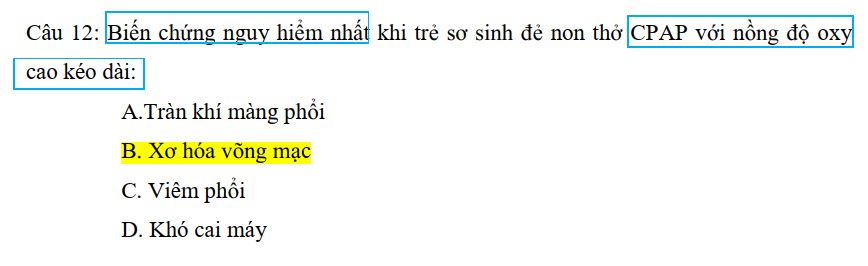 Câu 12: Biến chứng nguy hiểm nhất khi trẻ sơ sinh đẻ non thở CPAP với nồng độ oxy
cao kéo dài:
A.Tràn khí màng phổi
B. Xơ hóa võng mạc
C. Viêm phổi
D. Khó cai máy